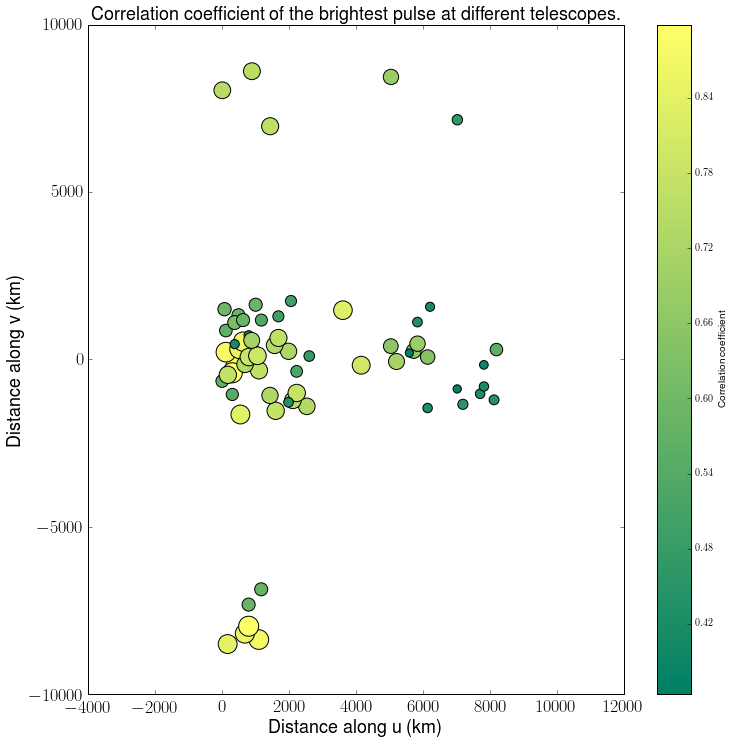 Correlation coefficient of the brightest pulse at different telescopes.
10000
5000
0
−5000
−10000
Distance along v (km)
−4000 −2000 0 2000 4000 6000 8000 10000 12000
Distance along u (km)
0.84
0.78
0.72
0.66
0.60
0.54
0.48
0.42
Correlation coefficient